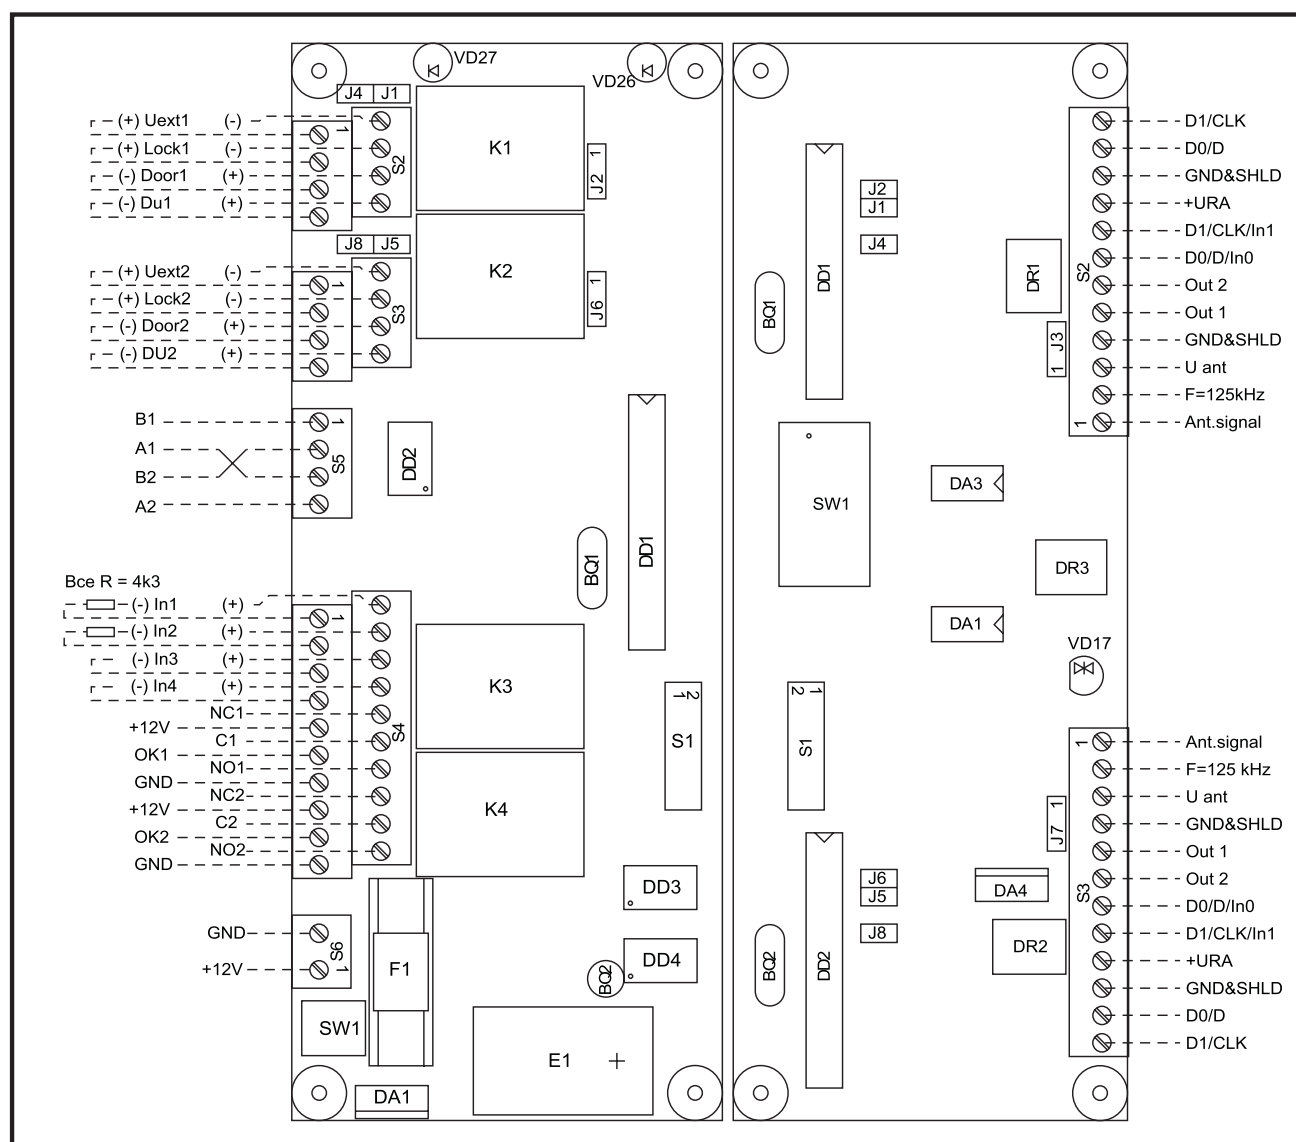 VD27
VD26
J4 J1
(+) Uext1 (-)
(+) Lock1 (-)
(-) Door1 (+)
(-) Du1 (+)
1
S2
K1
J2 1
J8 J5
(+) Uext2 (-)
(+) Lock2 (-)
(-) Door2 (+)
(-) DU2 (+)
1
S3
K2
J6 1
B1
A1
B2
A2
1
S5
DD2
BQ1
DD1
Bce R = 4k3
(-) In1 (+)
(-) In2 (+)
(-) In3 (+)
(-) In4 (+)
NC1
+12V
C1
OK1
NO1
GND
NC2
+12V
C2
OK2
NO2
GND
1
S4
K3
K4
1 2
S1
DD3
DD4
BQ2
GND
+12V
S6
1
F1
SW1
E1
DA1
D1/CLK
D0/D
GND&SHLD
+URA
D1/CLK/In1
D0/D/In0
Out 2
Out 1
GND&SHLD
U ant
F=125kHz
Ant.signal
S2
1
J2
J1
J4
DD1
BQ1
DR1
J3
1
SW1
DA3
DR3
DA1
VD17
2 1
S1
Ant.signal
F=125 kHz
U ant
GND&SHLD
Out 1
Out 2
D0/D/In0
D1/CLK/In1
+URA
GND&SHLD
D0/D
D1/CLK
1
S3
J7 1
J6
J5
J8
DA4
DR2
BQ2
DD2